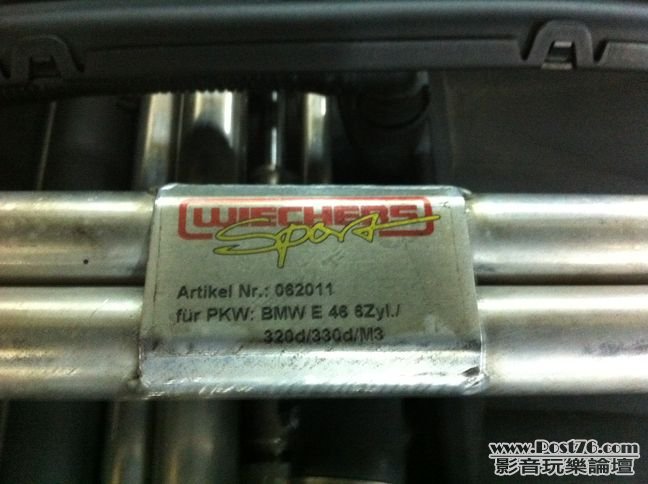 WIECHERS
Sport
Artikel Nr.: 062011
für PKW: BMW E 46 6Zyl./
320d/330d/M3
www.Post76.com
影音玩樂論壇